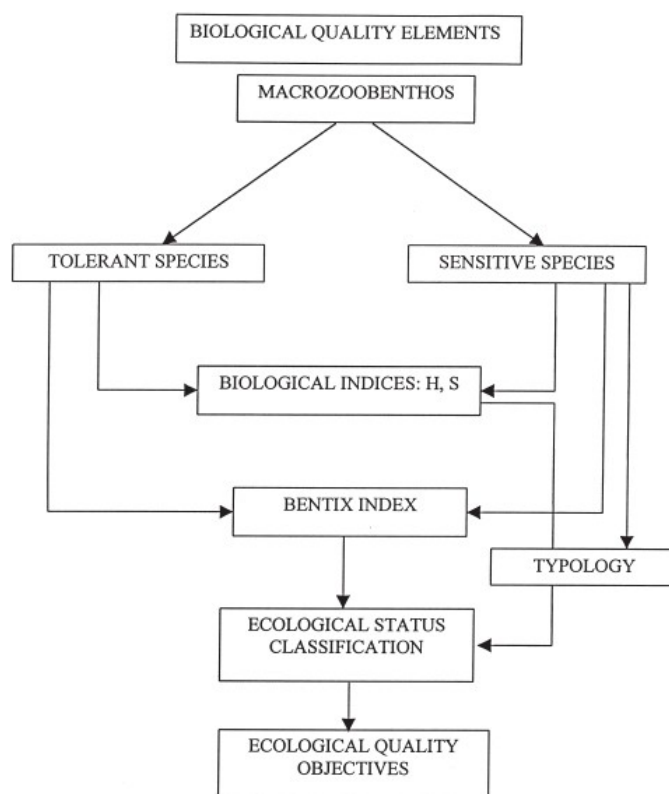 BIOLOGICAL QUALITY ELEMENTS
MACROZOOBENTHOS
TOLERANT SPECIES
SENSITIVE SPECIES
BIOLOGICAL INDICES: H, S
BENTIX INDEX
TYPOLOGY
ECOLOGICAL STATUS
CLASSIFICATION
ECOLOGICAL QUALITY
OBJECTIVES